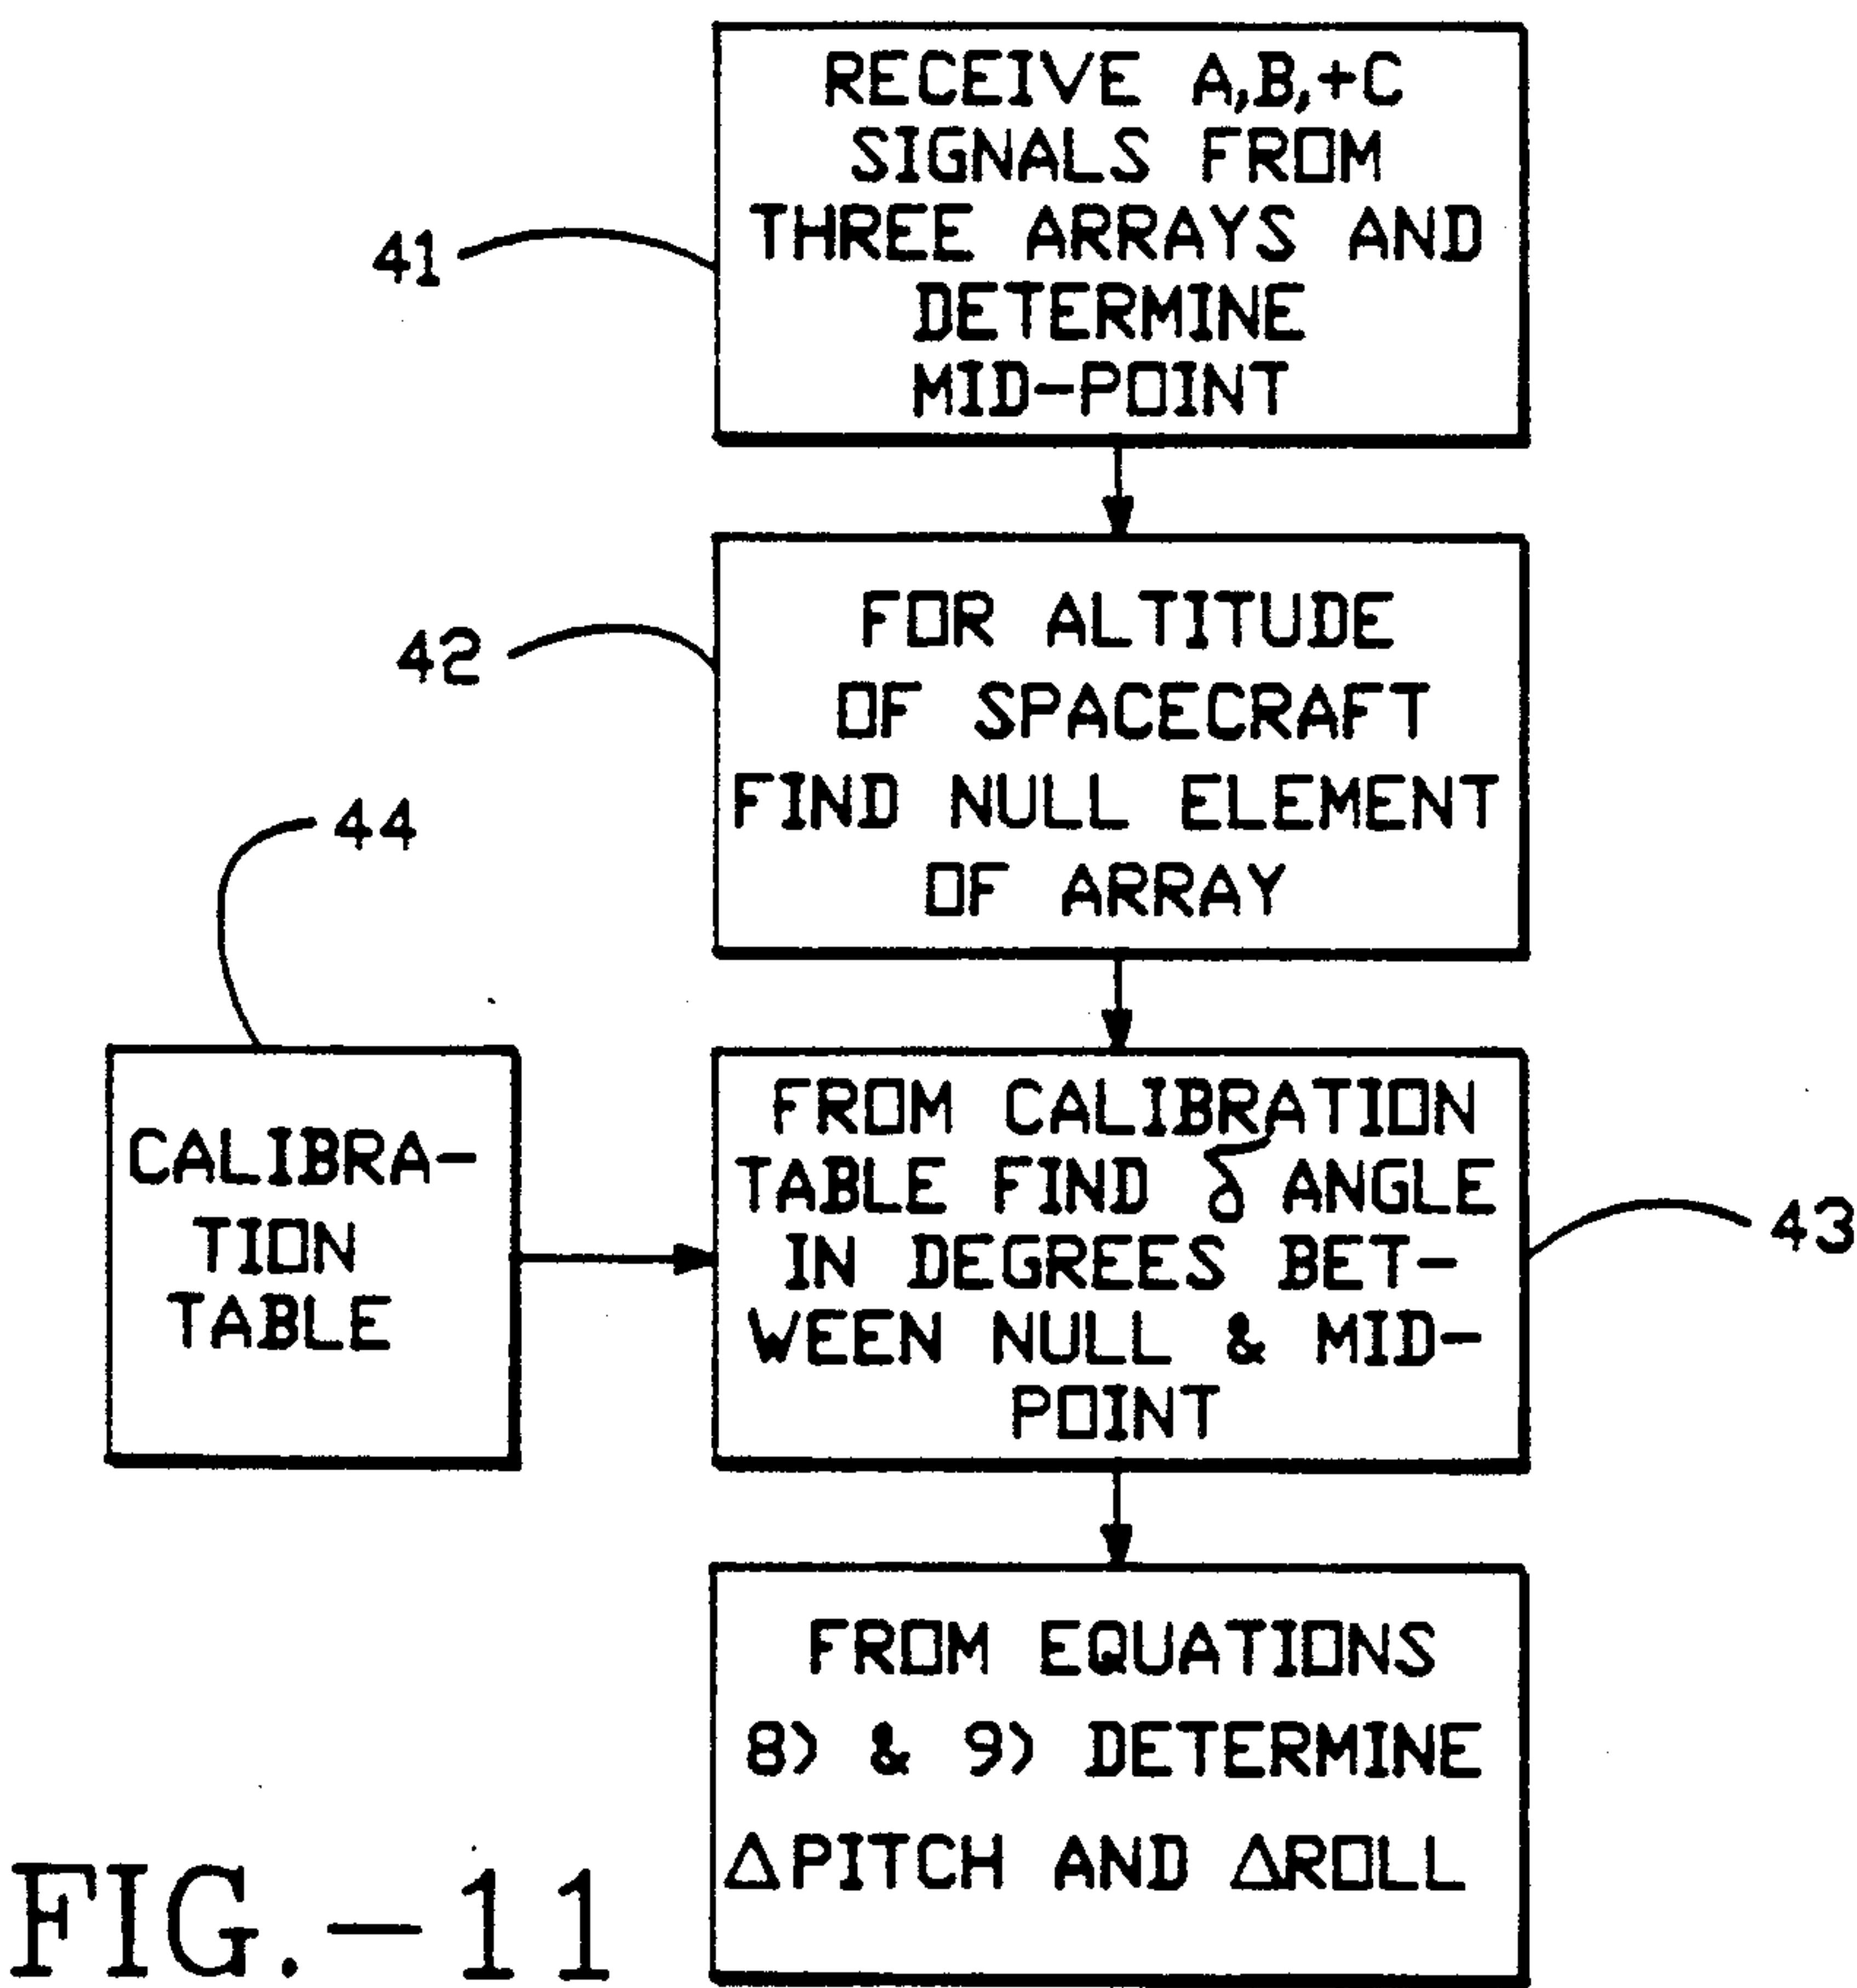 RECEIVE A,B,+C
SIGNALS FROM
THREE ARRAYS AND
DETERMINE
MID-POINT
41
FOR ALTITUDE
OF SPACECRAFT
FIND NULL ELEMENT
OF ARRAY
42
44
CALIBRA-
TION
TABLE
FROM CALIBRATION
TABLE FIND δ ANGLE
IN DEGREES BET-
WEEN NULL & MID-
POINT
43
FROM EQUATIONS
8) & 9) DETERMINE
ΔPITCH AND ΔROLL
FIG.-11